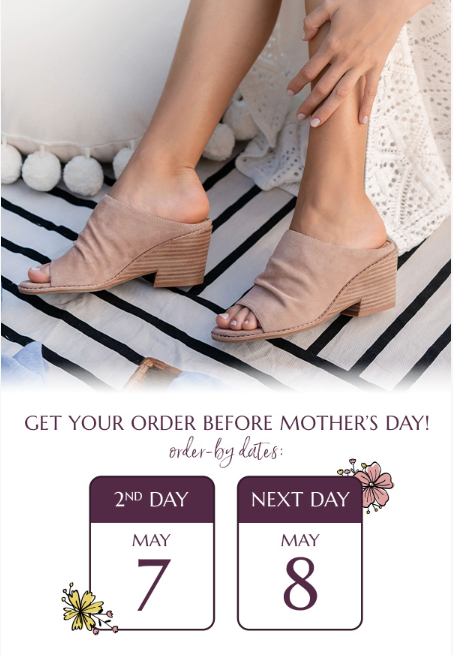 GET YOUR ORDER BEFORE MOTHER'S DAY!
order-by dates:
2ND DAY
MAY
7
NEXT DAY
MAY
8